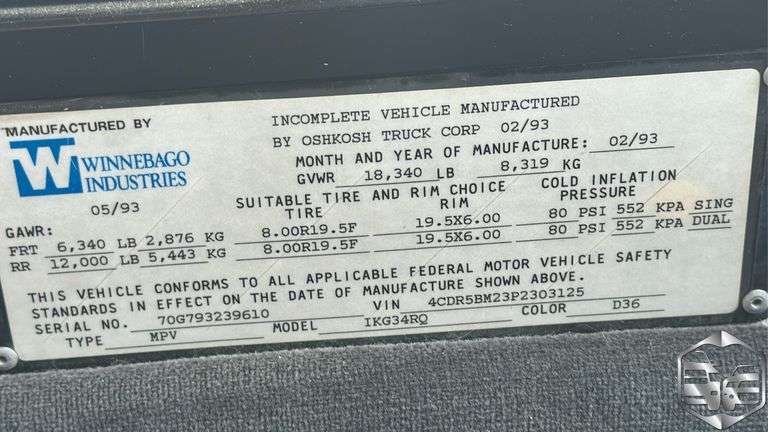 MANUFACTURED BY
W WINNEBAGO
INDUSTRIES
05/93
INCOMPLETE VEHICLE MANUFACTURED
BY OSHKOSH TRUCK CORP 02/93
MONTH AND YEAR OF MANUFACTURE: 02/93
GVWR 18,340 LB 8,319 KG
SUITABLE TIRE AND RIM CHOICE COLD INFLATION
GAWR: TIRE RIM PRESSURE
FRT 6,340 LB 2,876 KG 8.00R19.5F 19.5X6.00 80 PSI 552 KPA SING
RR 12,000 LB 5,443 KG 8.00R19.5F 19.5X6.00 80 PSI 552 KPA DUAL
THIS VEHICLE CONFORMS TO ALL APPLICABLE FEDERAL MOTOR VEHICLE SAFETY
STANDARDS IN EFFECT ON THE DATE OF MANUFACTURE SHOWN ABOVE.
SERIAL NO. 70G793239610 VIN 4CDR5BM23P2303125
TYPE MPV MODEL IKG34RQ COLOR D36